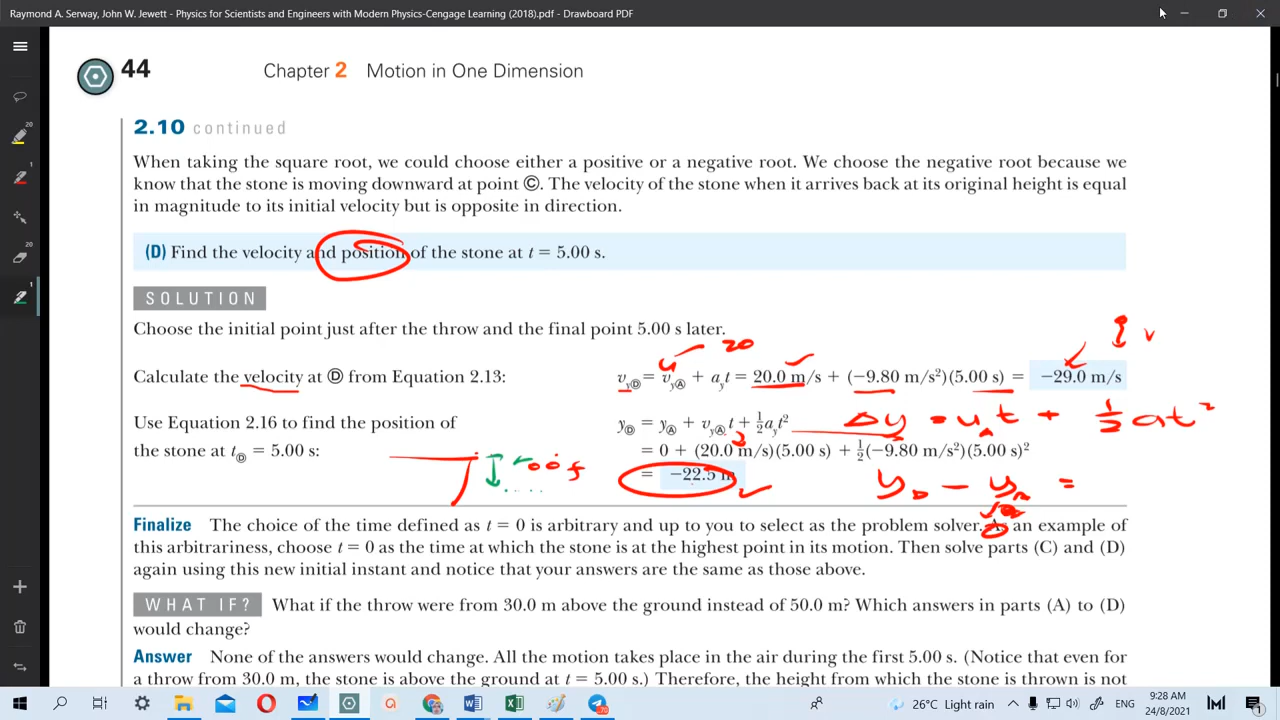 Raymond A. Serway, John W. Jewett - Physics for Scientists and Engineers with Modern Physics-Cengage Learning (2018).pdf - Drawboard PDF
44 Chapter 2 Motion in One Dimension
2.10 continued
When taking the square root, we could choose either a positive or a negative root. We choose the negative root because we
know that the stone is moving downward at point Ⓒ. The velocity of the stone when it arrives back at its original height is equal
in magnitude to its initial velocity but is opposite in direction.
(D) Find the velocity and position of the stone at t = 5.00 s.
SOLUTION
Choose the initial point just after the throw and the final point 5.00 s later.
20
Calculate the velocity at Ⓓ from Equation 2.13: v_yⒹ = v_yⒶ + a_y t = 20.0 m/s + (−9.80 m/s²)(5.00 s) = −29.0 m/s
Use Equation 2.16 to find the position of y_Ⓓ = y_Ⓐ + v_yⒶ t + ½a_y t² Δy = u_A t + ½ at²
the stone at t_Ⓓ = 5.00 s: = 0 + (20.0 m/s)(5.00 s) + ½(−9.80 m/s²)(5.00 s)²
roof
= −22.5 m y_D − y_A =
0
Finalize The choice of the time defined as t = 0 is arbitrary and up to you to select as the problem solver. As an example of
this arbitrariness, choose t = 0 as the time at which the stone is at the highest point in its motion. Then solve parts (C) and (D)
again using this new initial instant and notice that your answers are the same as those above.
WHAT IF? What if the throw were from 30.0 m above the ground instead of 50.0 m? Which answers in parts (A) to (D)
would change?
Answer None of the answers would change. All the motion takes place in the air during the first 5.00 s. (Notice that even for
a throw from 30.0 m, the stone is above the ground at t = 5.00 s.) Therefore, the height from which the stone is thrown is not
26°C Light rain ENG 9:28 AM
24/8/2021